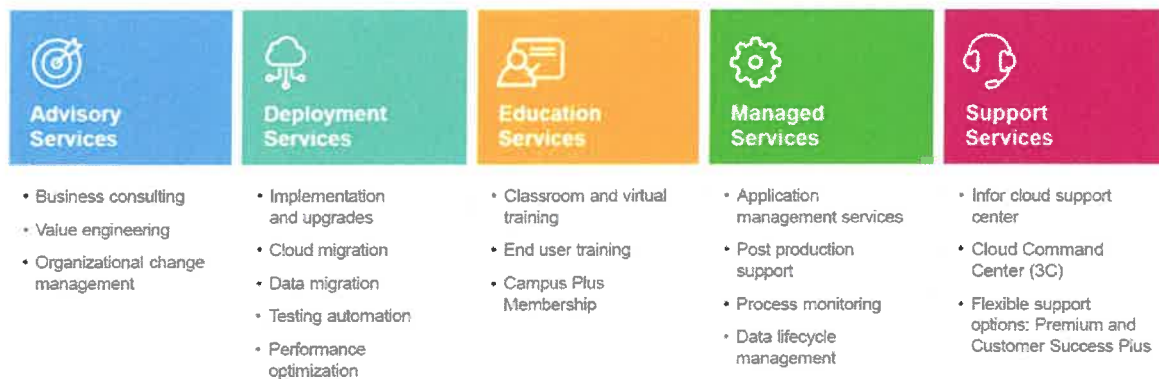 Advisory
Services
• Business consulting
• Value engineering
• Organizational change
management
Deployment
Services
• Implementation
and upgrades
• Cloud migration
• Data migration
• Testing automation
• Performance
optimization
Education
Services
• Classroom and virtual
training
• End user training
• Campus Plus
Membership
Managed
Services
• Application
management services
• Post production
support
• Process monitoring
• Data lifecycle
management
Support
Services
• Infor cloud support
center
• Cloud Command
Center (3C)
• Flexible support
options: Premium and
Customer Success Plus